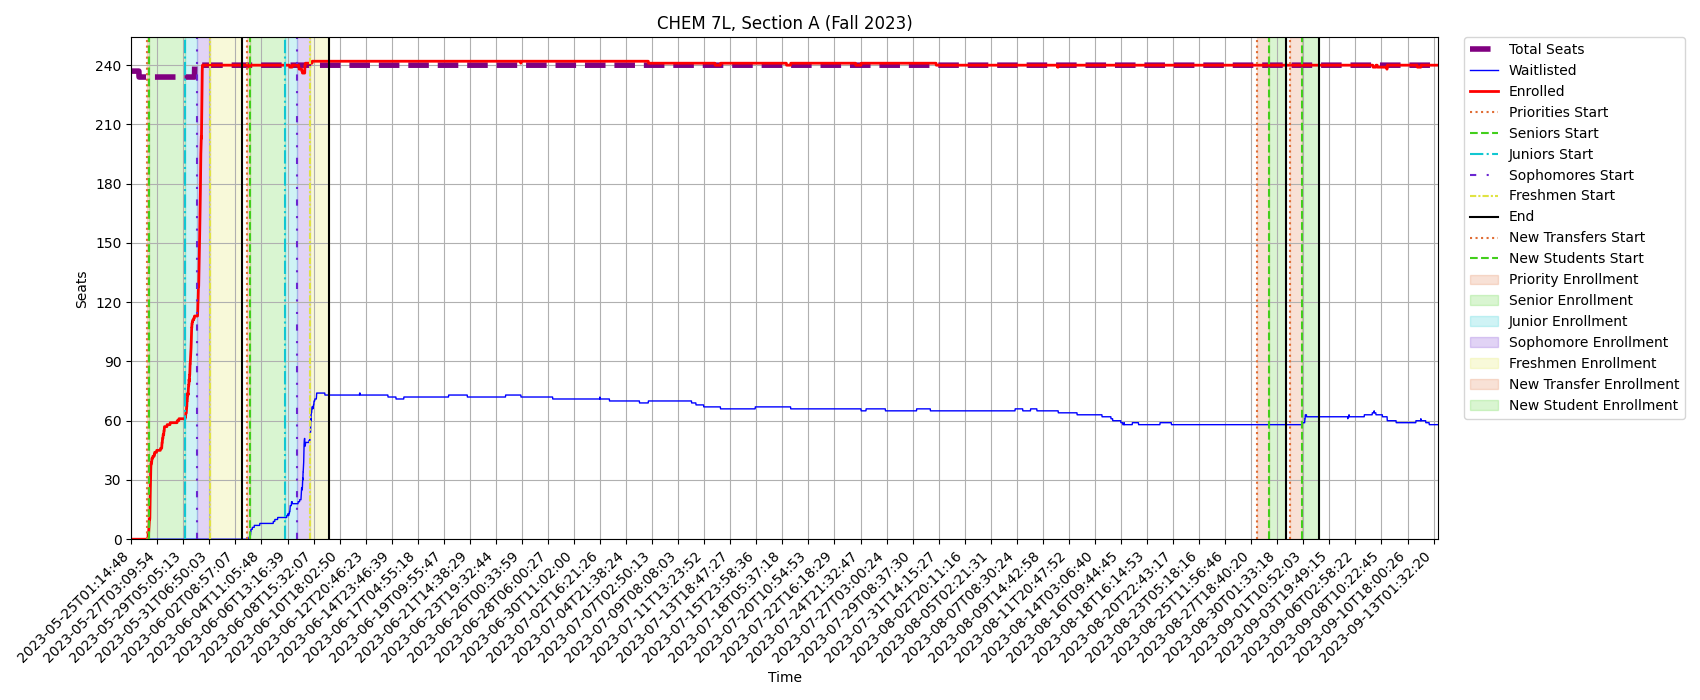 CHEM 7L, Section A (Fall 2023)
Seats
240
210
180
150
120
90
60
30
0
2023-05-25T01:14:48
2023-05-27T03:09:54
2023-05-29T05:05:13
2023-05-31T06:50:03
2023-06-02T08:57:07
2023-06-04T11:05:48
2023-06-06T13:16:39
2023-06-08T15:32:07
2023-06-10T18:02:50
2023-06-12T20:46:23
2023-06-14T23:46:39
2023-06-17T04:55:18
2023-06-19T09:55:47
2023-06-21T14:38:29
2023-06-23T19:32:44
2023-06-26T00:33:59
2023-06-28T06:00:27
2023-06-30T11:02:00
2023-07-02T16:21:26
2023-07-04T21:38:24
2023-07-07T02:50:13
2023-07-09T08:08:03
2023-07-11T13:23:52
2023-07-13T18:47:27
2023-07-15T23:58:36
2023-07-18T05:37:18
2023-07-20T10:54:53
2023-07-22T16:18:29
2023-07-24T21:32:47
2023-07-27T03:00:24
2023-07-29T08:37:30
2023-07-31T14:15:27
2023-08-02T20:11:16
2023-08-05T02:21:31
2023-08-07T08:30:24
2023-08-09T14:42:58
2023-08-11T20:47:52
2023-08-14T03:06:40
2023-08-16T09:44:45
2023-08-18T16:14:53
2023-08-20T22:43:17
2023-08-23T05:18:16
2023-08-25T11:56:46
2023-08-27T18:40:20
2023-08-30T01:33:18
2023-09-01T10:52:03
2023-09-03T19:49:15
2023-09-06T02:58:22
2023-09-08T10:22:45
2023-09-10T18:00:26
2023-09-13T01:32:20
Time
Total Seats
Waitlisted
Enrolled
Priorities Start
Seniors Start
Juniors Start
Sophomores Start
Freshmen Start
End
New Transfers Start
New Students Start
Priority Enrollment
Senior Enrollment
Junior Enrollment
Sophomore Enrollment
Freshmen Enrollment
New Transfer Enrollment
New Student Enrollment